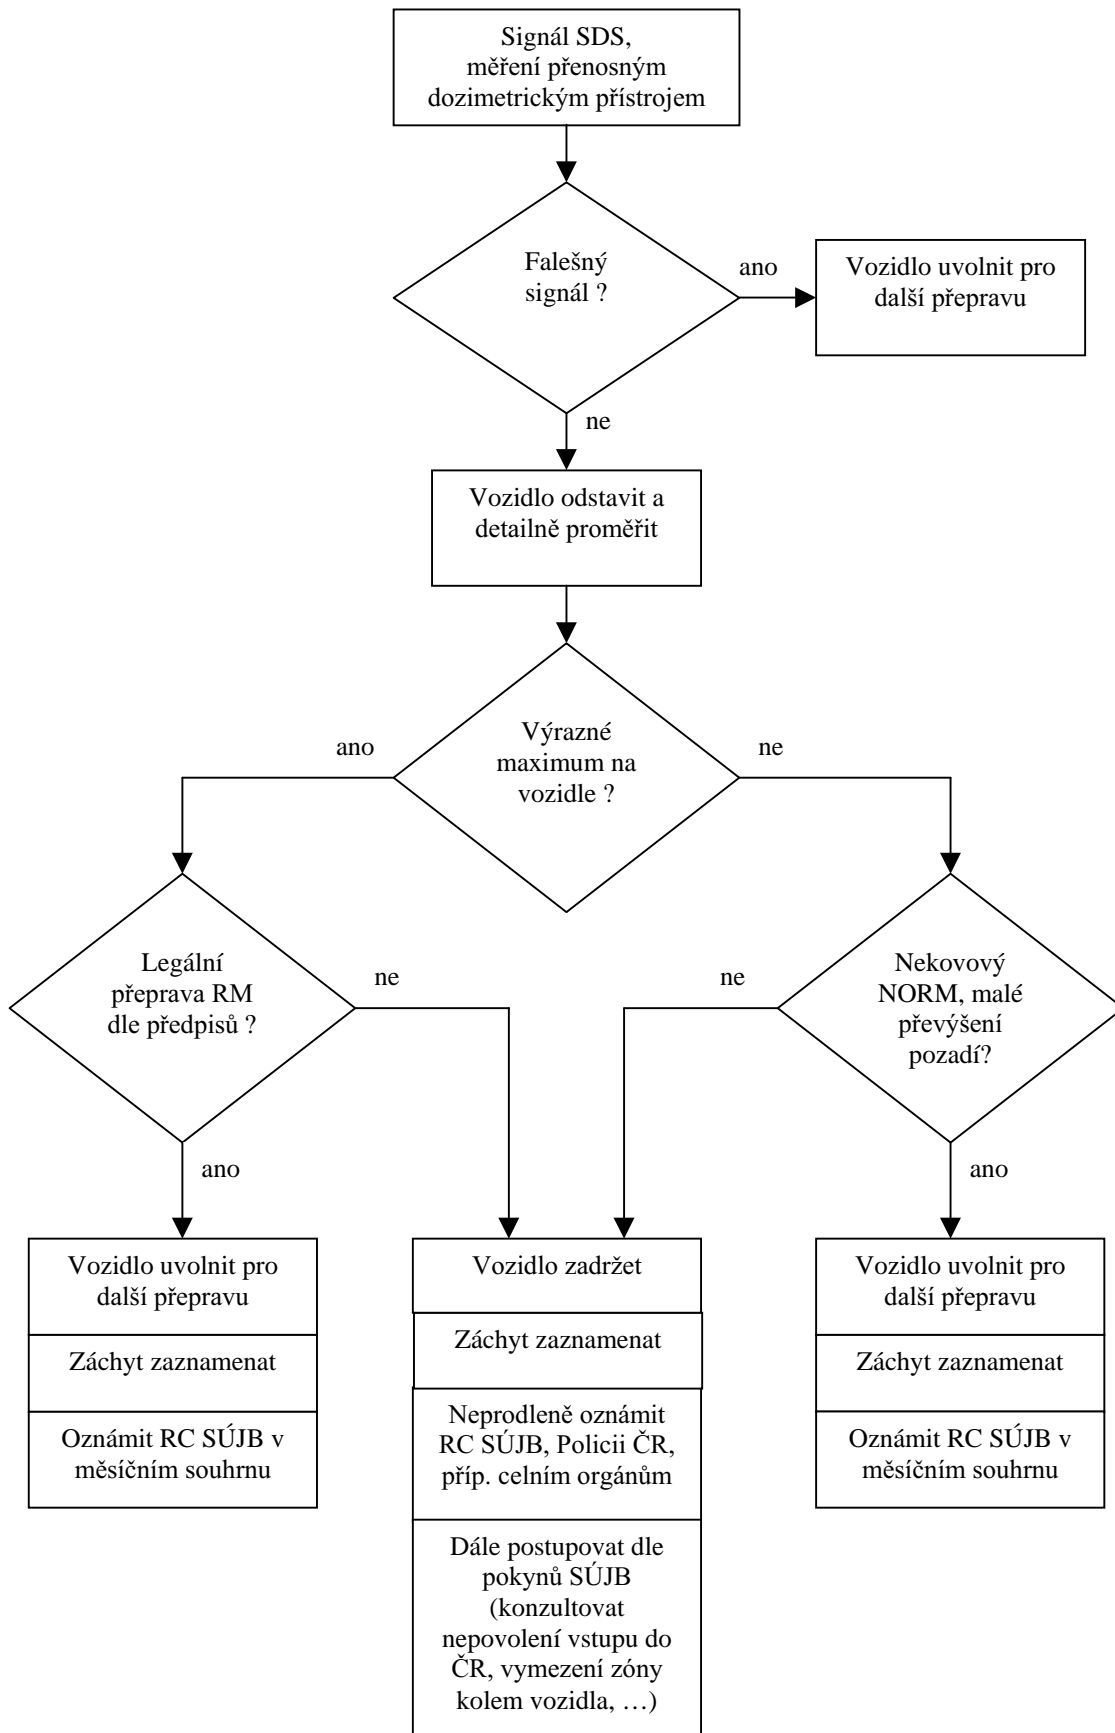 Signál SDS,
měření přenosným
dozimetrickým přístrojem
Falešný
signál ?
ano
Vozidlo uvolnit pro
další přepravu
ne
Vozidlo odstavit a
detailně proměřit
Výrazné
maximum na
vozidle ?
ano
ne
Legální
přeprava RM
dle předpisů ?
ne
ne
Nekovový
NORM, malé
převýšení
pozadí?
ano
ano
Vozidlo uvolnit pro
další přepravu
Záchyt zaznamenat
Oznámit RC SÚJB v
měsíčním souhrnu
Vozidlo zadržet
Záchyt zaznamenat
Neprodleně oznámit
RC SÚJB, Policii ČR,
příp. celním orgánům
Dále postupovat dle
pokynů SÚJB
(konzultovat
nepovolení vstupu do
ČR, vymezení zóny
kolem vozidla, …)
Vozidlo uvolnit pro
další přepravu
Záchyt zaznamenat
Oznámit RC SÚJB v
měsíčním souhrnu